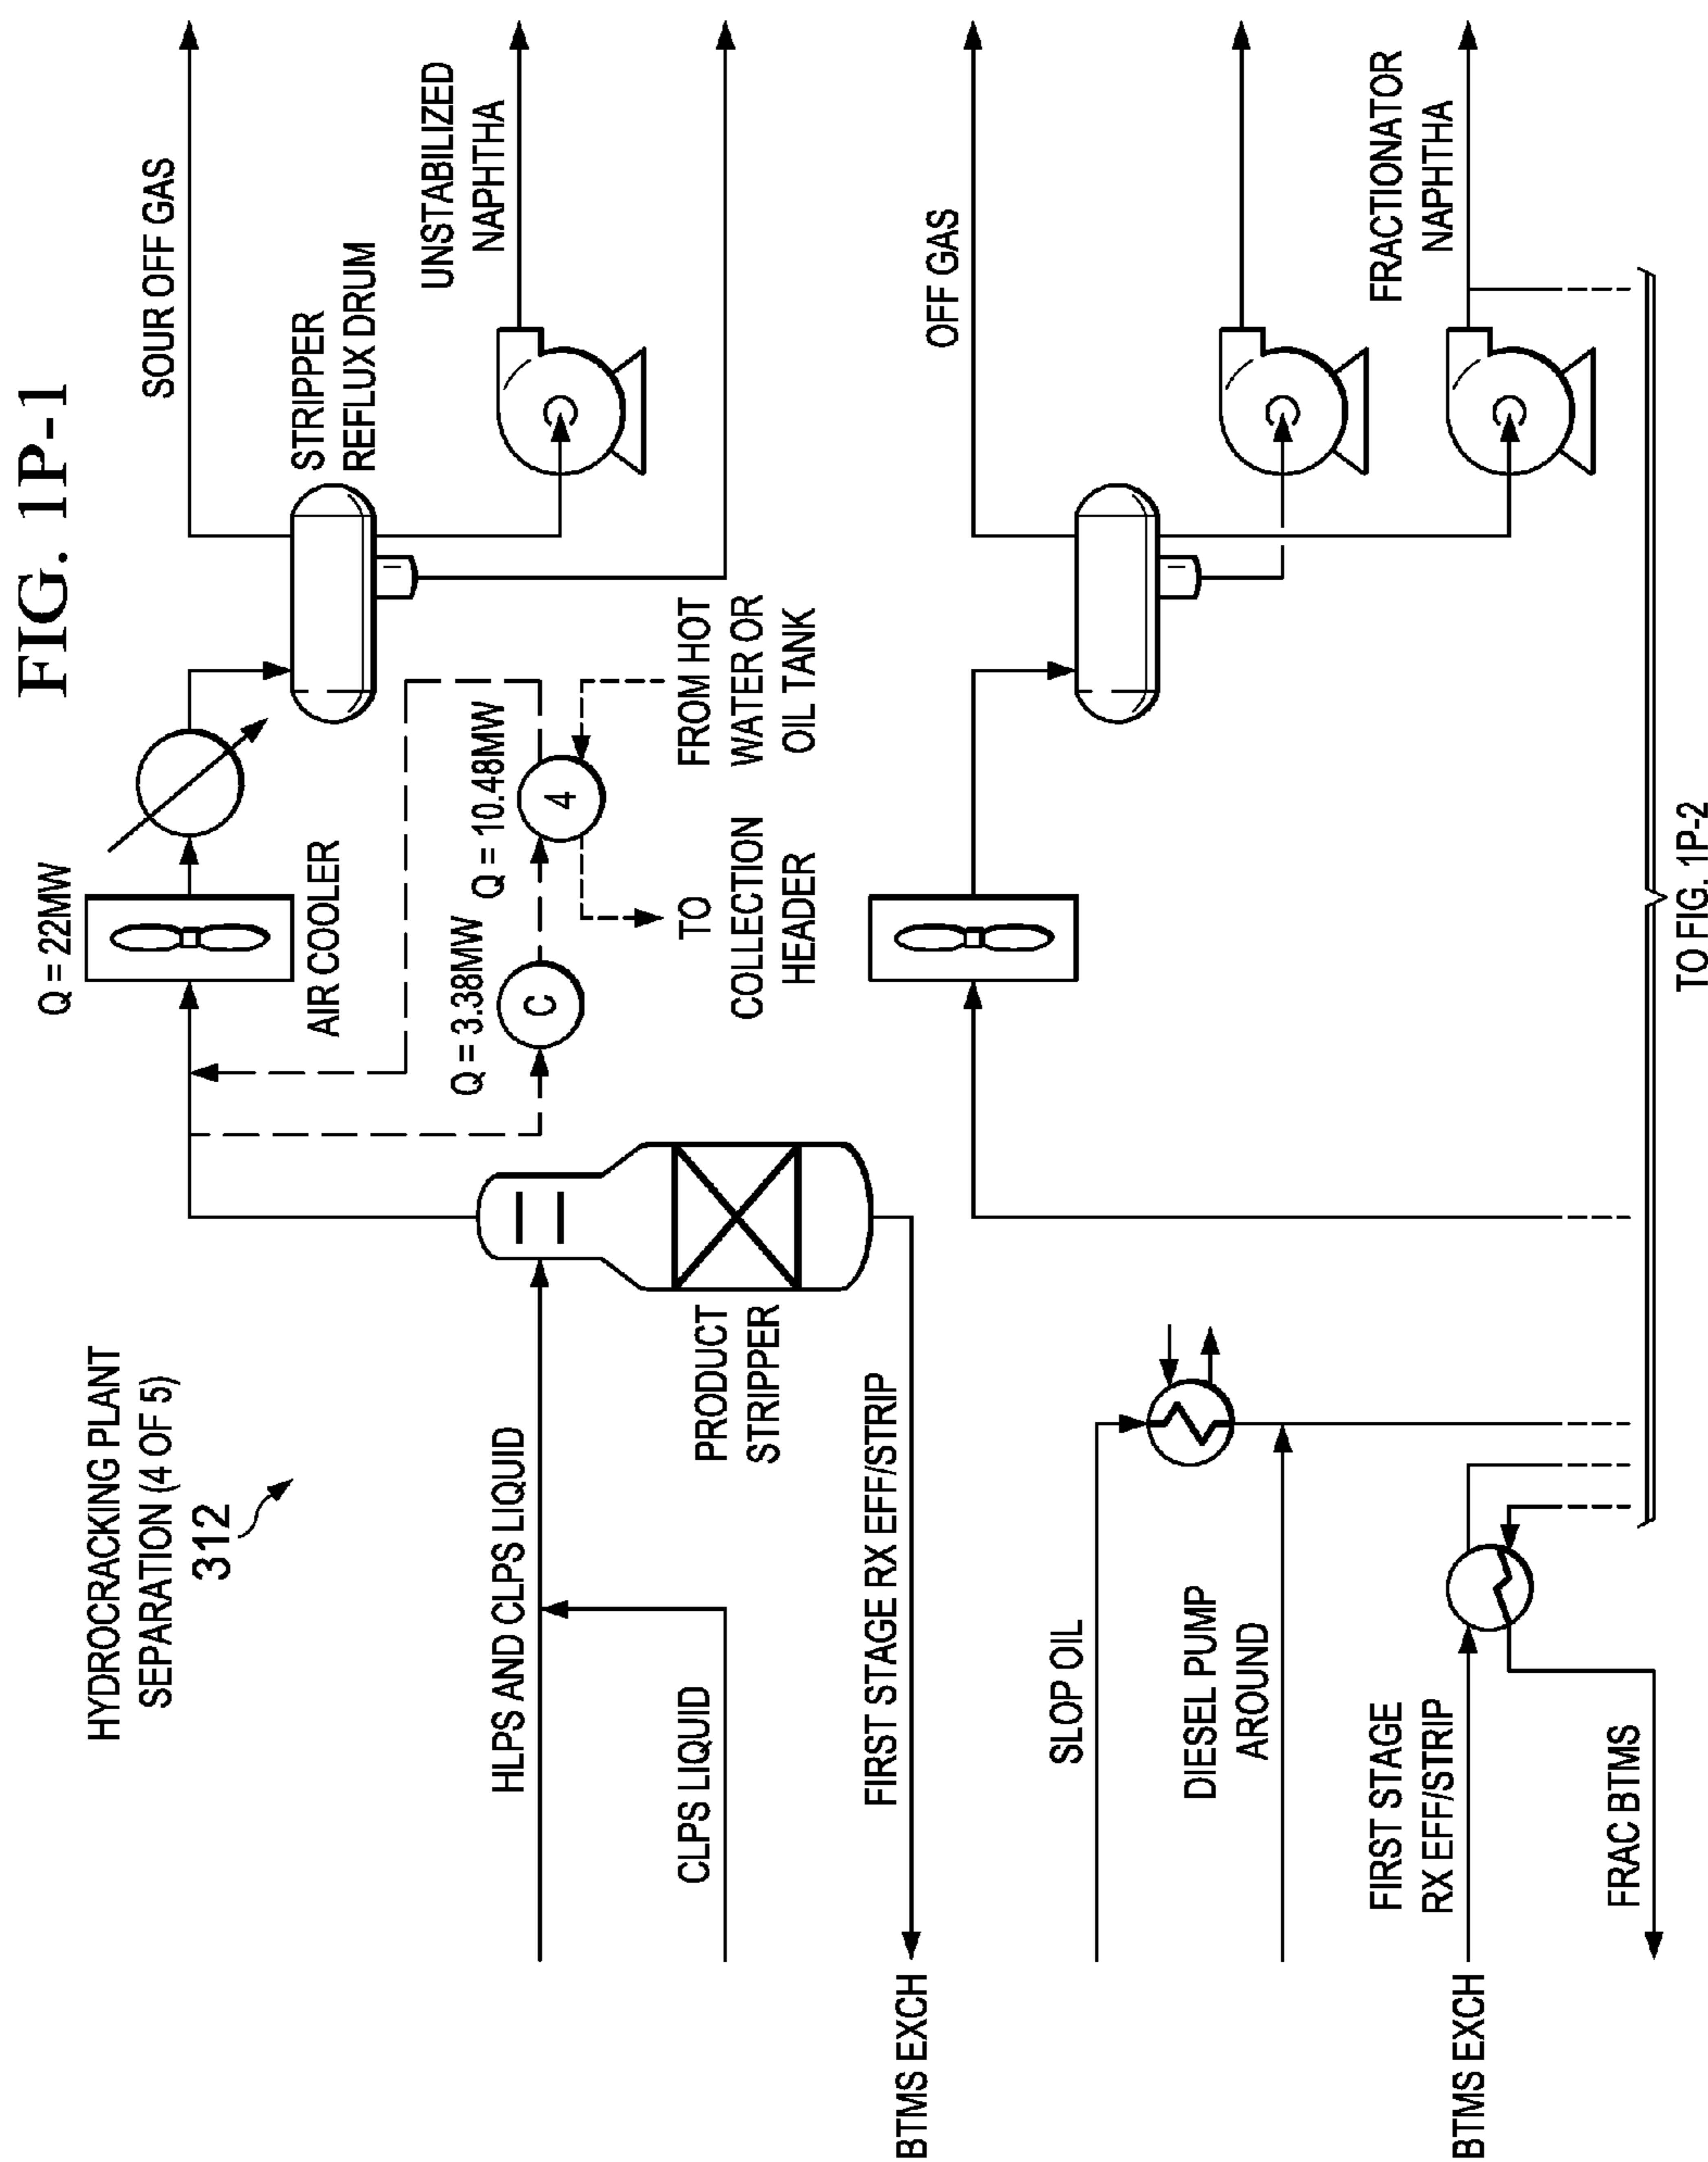 FIG. 1P-1
HYDROCRACKING PLANT
SEPARATION (4 OF 5)
312
Q = 22MW
AIR COOLER
SOUR OFF GAS
STRIPPER
REFLUX DRUM
UNSTABILIZED
NAPHTHA
HLPS AND CLPS LIQUID
CLPS LIQUID
Q = 3.38MW
C
Q = 10.48MW
4
PRODUCT
STRIPPER
TO
COLLECTION
HEADER
FROM HOT
WATER OR
OIL TANK
FIRST STAGE RX EFF/STRIP
BTMS EXCH
OFF GAS
SLOP OIL
DIESEL PUMP
AROUND
FIRST STAGE
RX EFF/STRIP
BTMS EXCH
FRACTIONATOR
NAPHTHA
FRAC BTMS
TO FIG. 1P-2